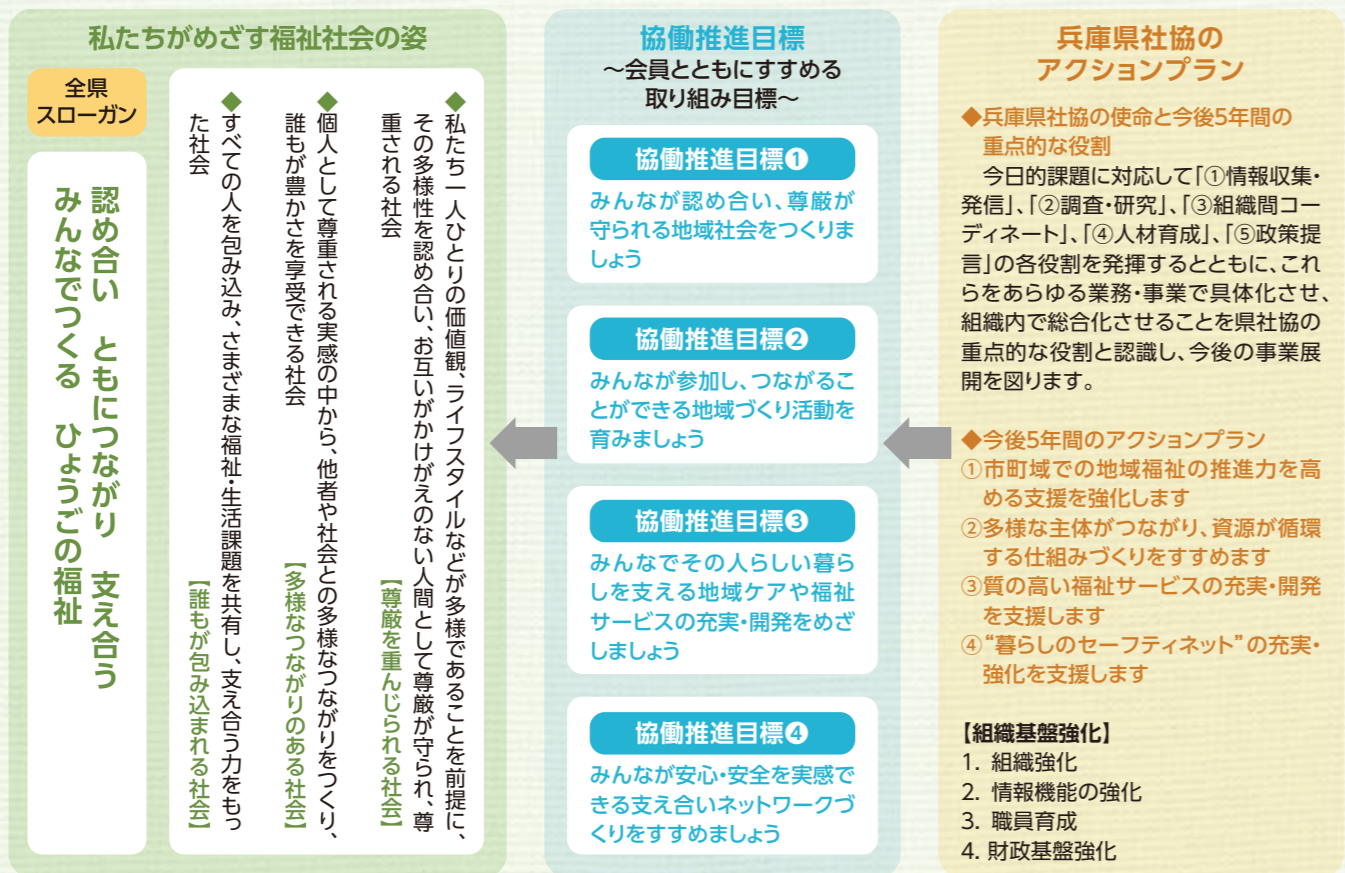 私たちがめざす福祉社会の姿
全県
スローガン
認め合い ともにつながり 支え合う
みんなでつくる ひょうごの福祉
◆私たち一人ひとりの価値観、ライフスタイルなどが多様であることを前提に、
その多様性を認め合い、お互いがかけがえのない人間として尊厳が守られ、尊
重される社会
【尊厳を重んじられる社会】
◆個人として尊重される実感の中から、他者や社会との多様なつながりをつくり、
誰もが豊かさを享受できる社会
【多様なつながりのある社会】
◆すべての人を包み込み、さまざまな福祉・生活課題を共有し、支え合う力をもっ
た社会
【誰もが包み込まれる社会】
協働推進目標
～会員とともにすすめる
取り組み目標～
協働推進目標❶
みんなが認め合い、尊厳が
守られる地域社会をつくりま
しょう
協働推進目標❷
みんなが参加し、つながるこ
とができる地域づくり活動を
育みましょう
協働推進目標❸
みんなでその人らしい暮ら
しを支える地域ケアや福祉
サービスの充実・開発をめざ
しましょう
協働推進目標❹
みんなが安心・安全を実感で
きる支え合いネットワークづ
くりをすすめましょう
兵庫県社協の
アクションプラン
◆兵庫県社協の使命と今後5年間の
重点的な役割
今日的課題に対応して「①情報収集・
発信」、「②調査・研究」、「③組織間コー
ディネート」、「④人材育成」、「⑤政策提
言」の各役割を発揮するとともに、これ
らをあらゆる業務・事業で具体化させ、
組織内で総合化させることを県社協の
重点的な役割と認識し、今後の事業展
開を図ります。
◆今後5年間のアクションプラン
①市町域での地域福祉の推進力を高
める支援を強化します
②多様な主体がつながり、資源が循環
する仕組みづくりをすすめます
③質の高い福祉サービスの充実・開発
を支援します
④“暮らしのセーフティネット”の充実・
強化を支援します
【組織基盤強化】
1. 組織強化
2. 情報機能の強化
3. 職員育成
4. 財政基盤強化